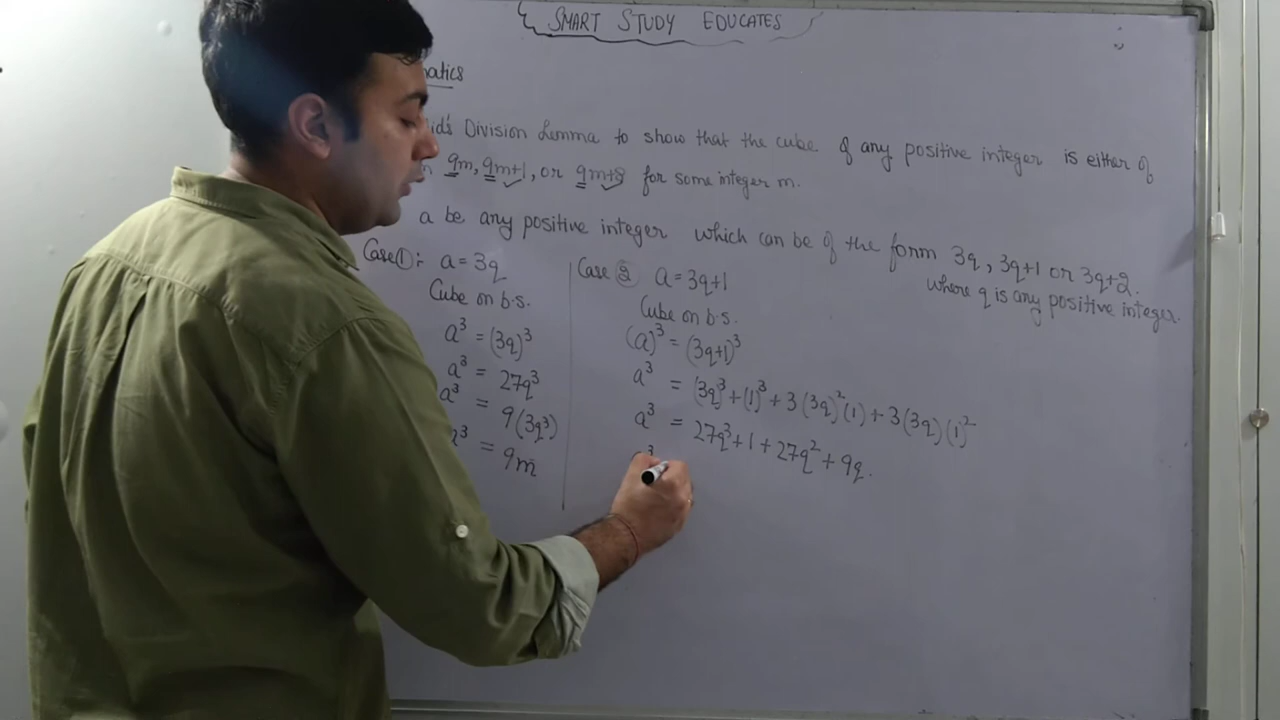 SMART STUDY EDUCATES
matics
id's Division Lemma to show that the cube of any positive integer is either of
9m, 9m+1, or 9m+8 for some integer m.
a be any positive integer which can be of the form 3q, 3q+1 or 3q+2.
where q is any positive integer.
Case①: a = 3q
Cube on b.s.
a³ = (3q)³
a³ = 27q³
a³ = 9(3q³)
a³ = 9m
Case ② a = 3q+1
Cube on b.s.
(a)³ = (3q+1)³
a³ = (3q)³ + (1)³ + 3(3q)²(1) + 3(3q)(1)²
a³ = 27q³ + 1 + 27q² + 9q.